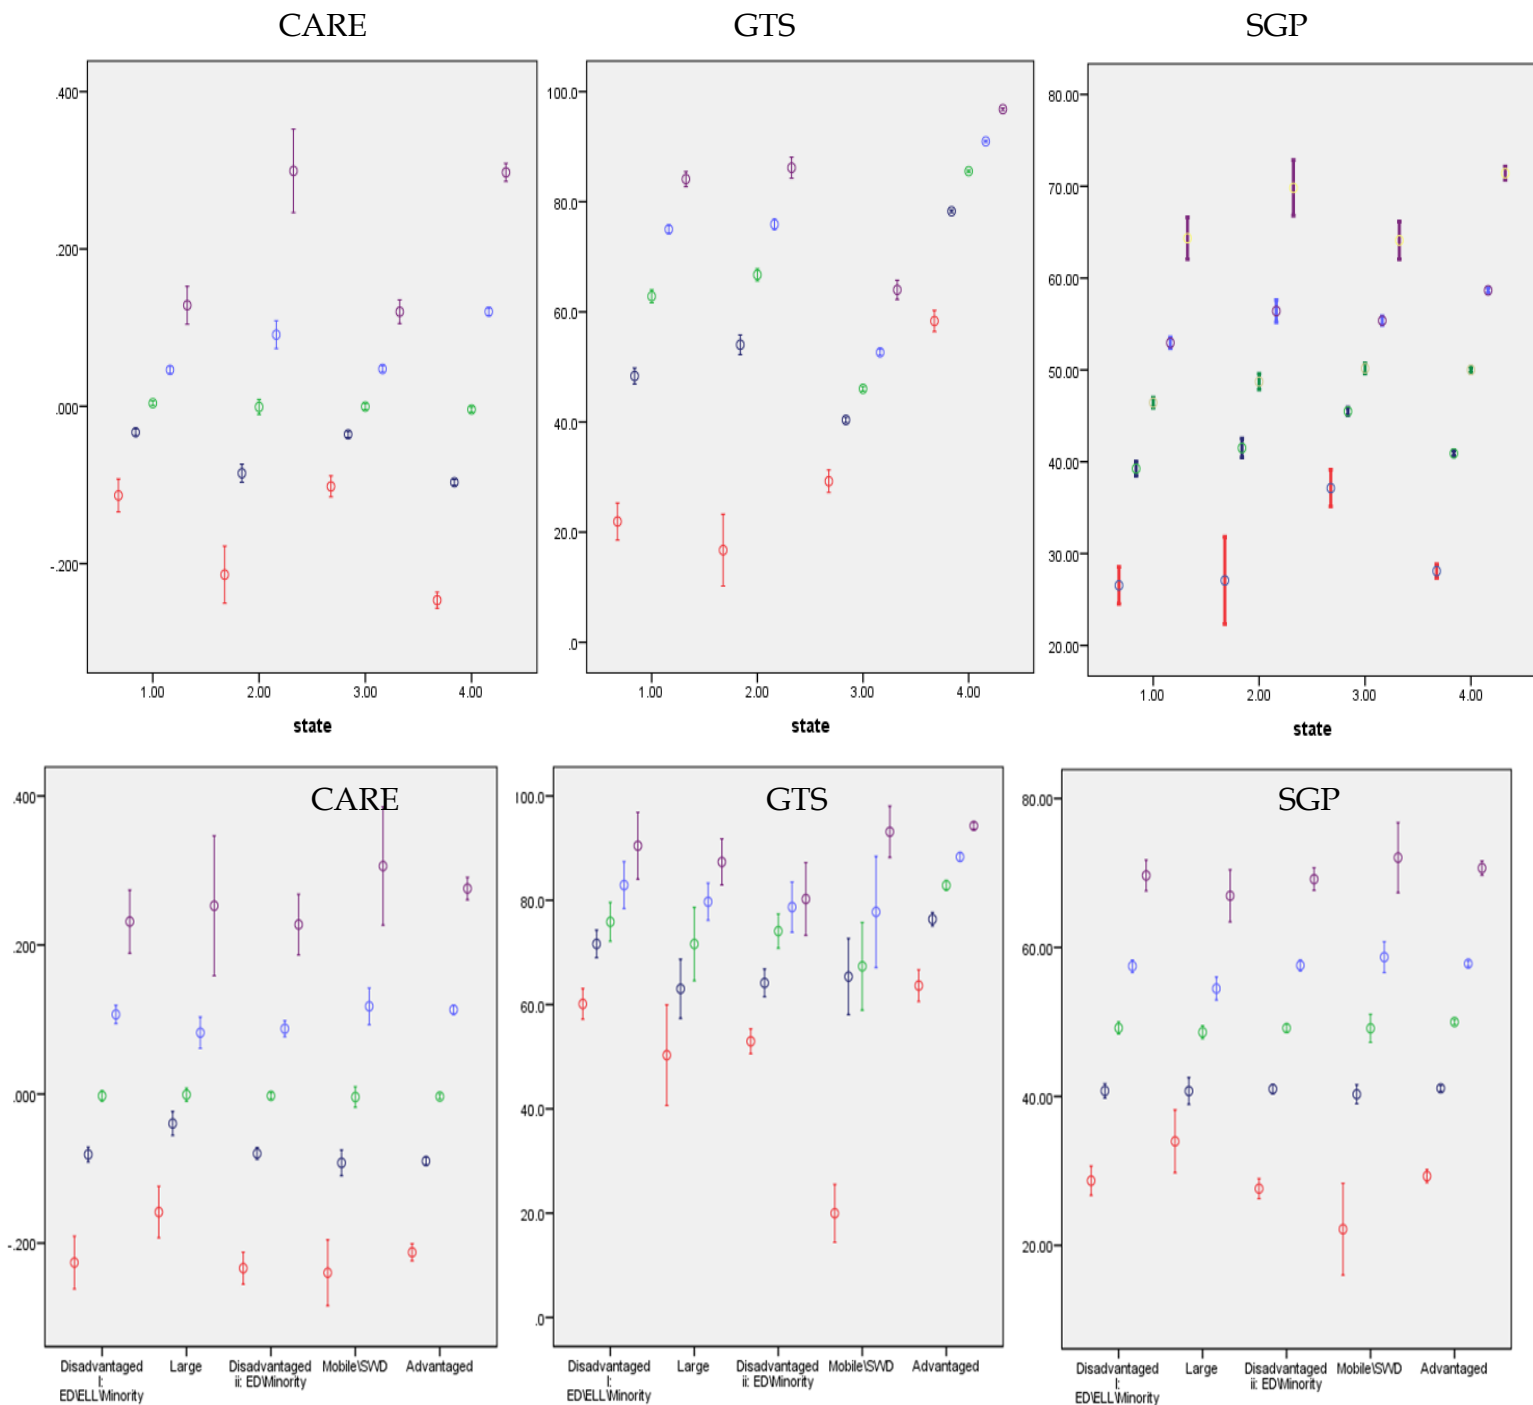 CARE
GTS
SGP
.400
.200
.000
-.200
1.00 2.00 3.00 4.00
state
100.0
80.0
60.0
40.0
20.0
.0
1.00 2.00 3.00 4.00
state
80.00
70.00
60.00
50.00
40.00
30.00
20.00
1.00 2.00 3.00 4.00
state
CARE
.400
.200
.000
-.200
Disadvantaged
I:
ED\ELL\Minority
Large
Disadvantaged
ii: ED\Minority
Mobile\SWD
Advantaged
GTS
100.0
80.0
60.0
40.0
20.0
.0
Disadvantaged
I:
ED\ELL\Minority
Large
Disadvantaged
ii: ED\Minority
Mobile\SWD
Advantaged
SGP
80.00
60.00
40.00
20.00
Disadvantaged
I:
ED\ELL\Minority
Large
Disadvantaged
ii: ED\Minority
Mobile\SWD
Advantaged